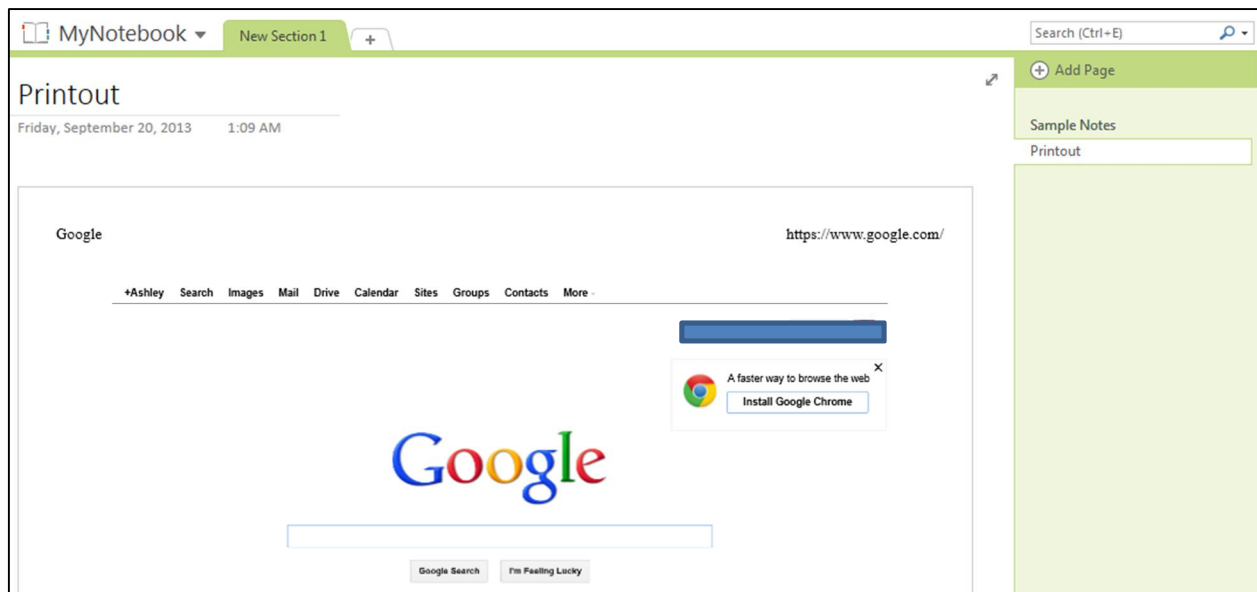 MyNotebook New Section 1 + Search (Ctrl+E)
Add Page
Printout
Friday, September 20, 2013 1:09 AM
Sample Notes
Printout
Google https://www.google.com/
+Ashley Search Images Mail Drive Calendar Sites Groups Contacts More
A faster way to browse the web
Install Google Chrome
Google
Google Search I'm Feeling Lucky